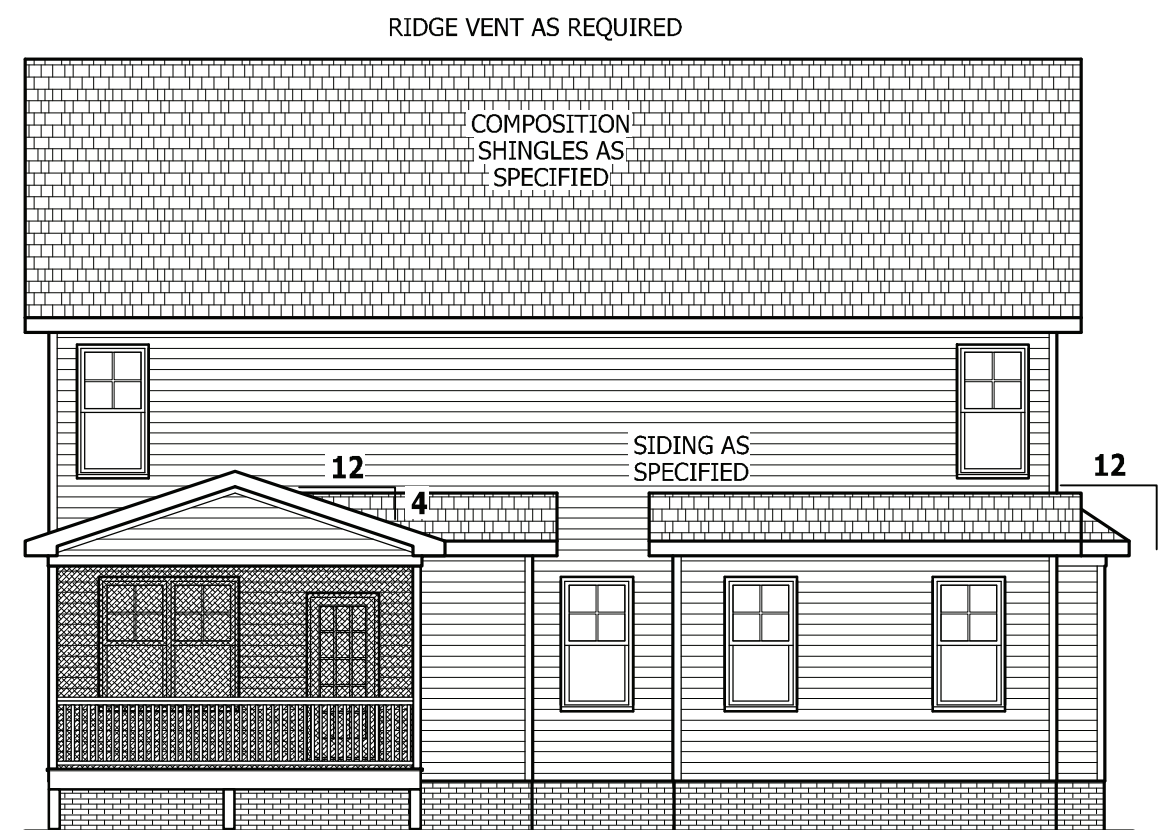 RIDGE VENT AS REQUIRED
COMPOSITION
SHINGLES AS
SPECIFIED
SIDING AS
SPECIFIED
12
4
12